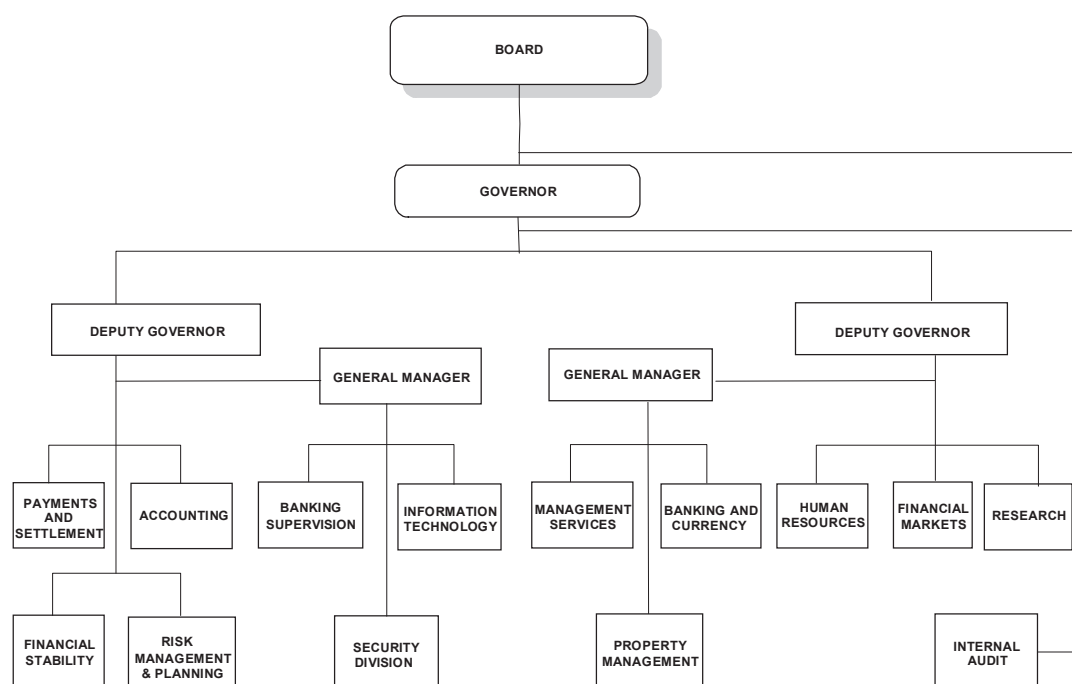 BOARD
GOVERNOR
DEPUTY GOVERNOR
DEPUTY GOVERNOR
GENERAL MANAGER
GENERAL MANAGER
PAYMENTS
AND
SETTLEMENT
ACCOUNTING
BANKING
SUPERVISION
INFORMATION
TECHNOLOGY
MANAGEMENT
SERVICES
BANKING AND
CURRENCY
HUMAN
RESOURCES
FINANCIAL
MARKETS
RESEARCH
FINANCIAL
STABILITY
RISK
MANAGEMENT
& PLANNING
SECURITY
DIVISION
PROPERTY
MANAGEMENT
INTERNAL
AUDIT